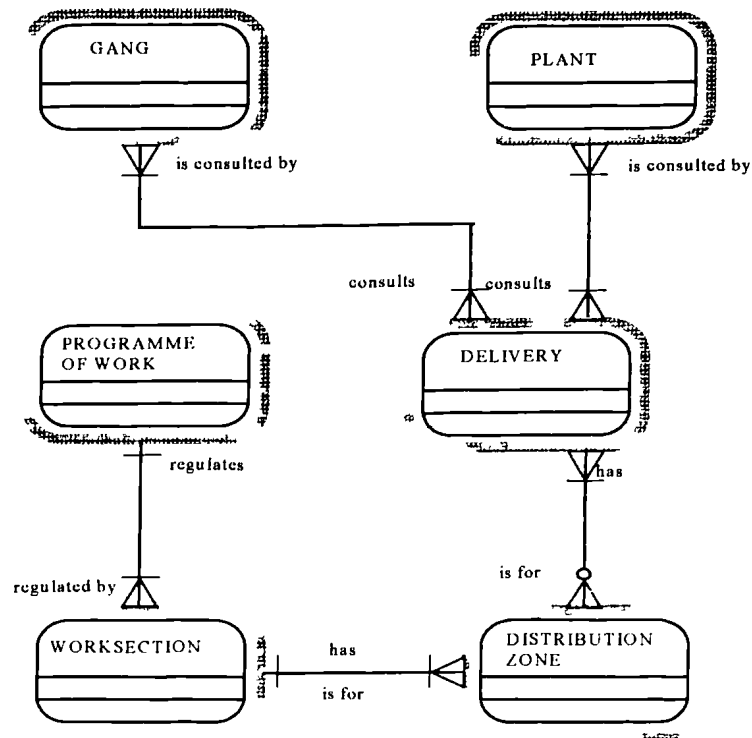 GANG
PLANT
is consulted by
is consulted by
consults
consults
PROGRAMME
OF WORK
DELIVERY
regulates
has
regulated by
is for
WORKSECTION
has
is for
DISTRIBUTION
ZONE